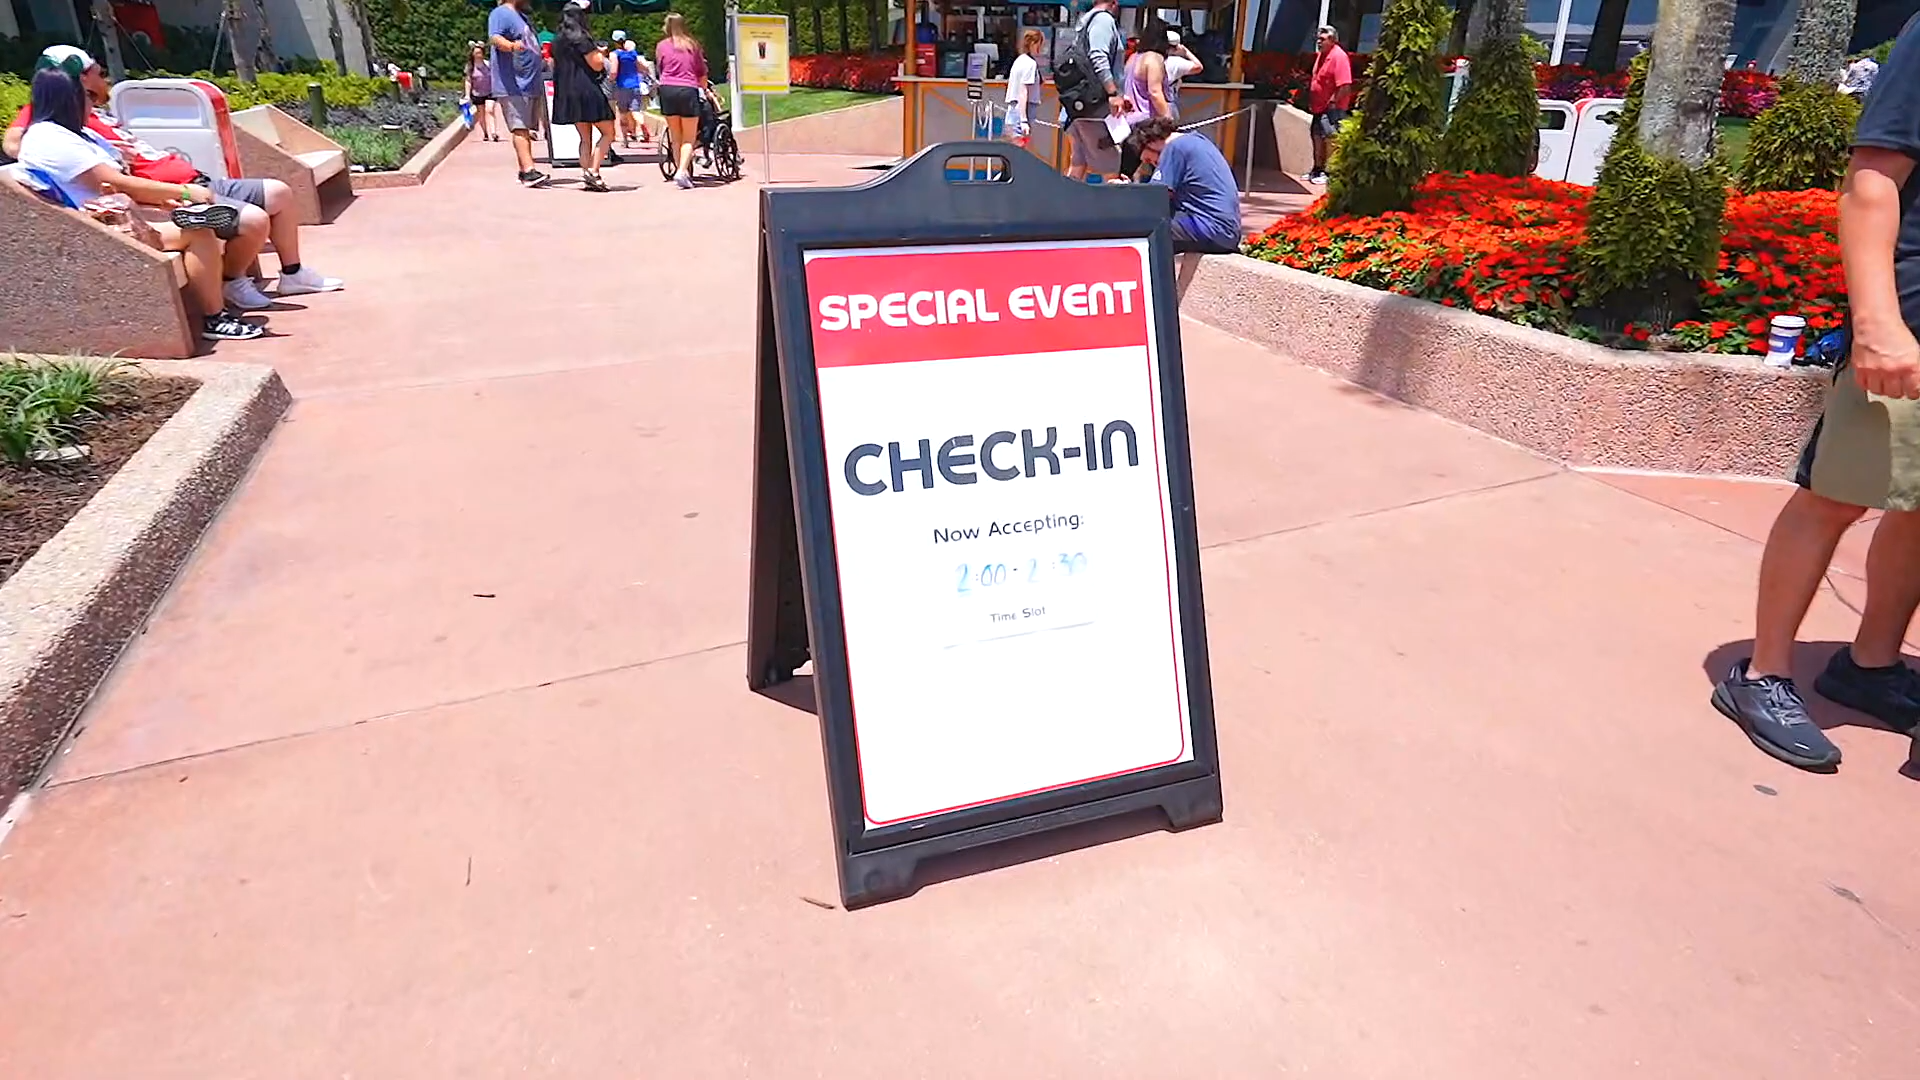 SPECIAL EVENT
CHECK-IN
Now Accepting:
2:00 - 2:30
Time Slot